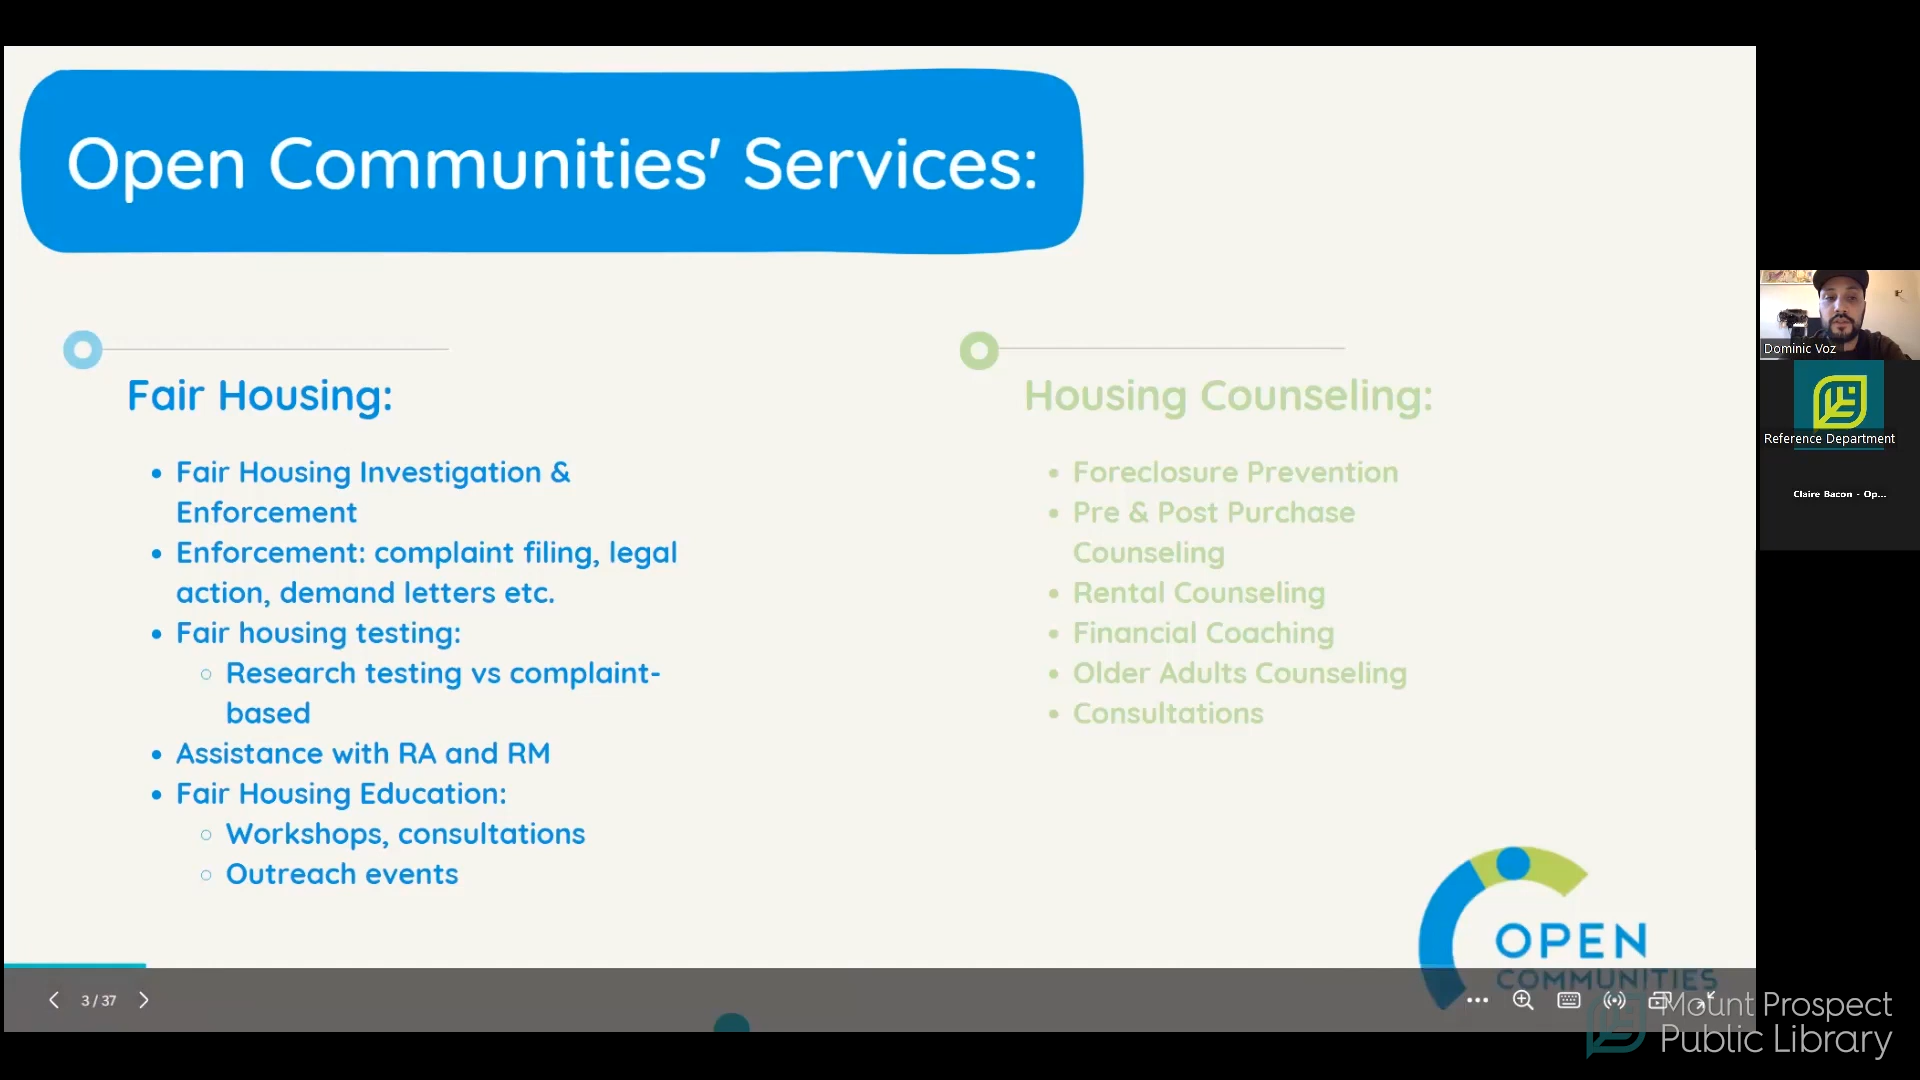 Open Communities' Services:
Fair Housing:
Fair Housing Investigation &
Enforcement
Enforcement: complaint filing, legal
action, demand letters etc.
Fair housing testing:
Research testing vs complaint-
based
Assistance with RA and RM
Fair Housing Education:
Workshops, consultations
Outreach events
Housing Counseling:
Foreclosure Prevention
Pre & Post Purchase
Counseling
Rental Counseling
Financial Coaching
Older Adults Counseling
Consultations
OPEN
COMMUNITIES
3 / 37
Dominic Voz
Reference Department
Claire Bacon - Op...
Mount Prospect
Public Library